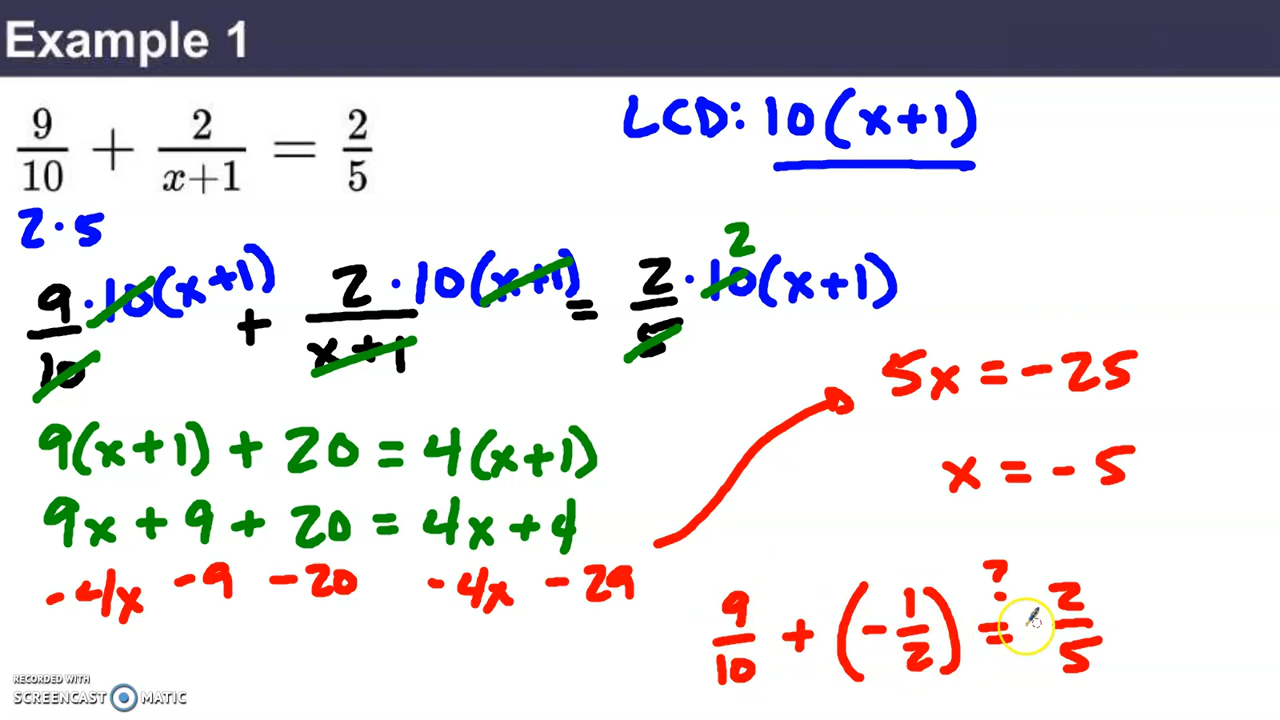 Example 1
9/10 + 2/(x+1) = 2/5
LCD: 10(x+1)
2 · 5
2
9/10 · 10(x+1) + 2/(x+1) · 10(x+1) = 2/5 · 10(x+1)
9(x+1) + 20 = 4(x+1)
9x + 9 + 20 = 4x + 4
-4x -9 -20 -4x -29
5x = -25
x = -5
9/10 + (-1/2) ?= 2/5
RECORDED WITH
SCREENCAST MATIC